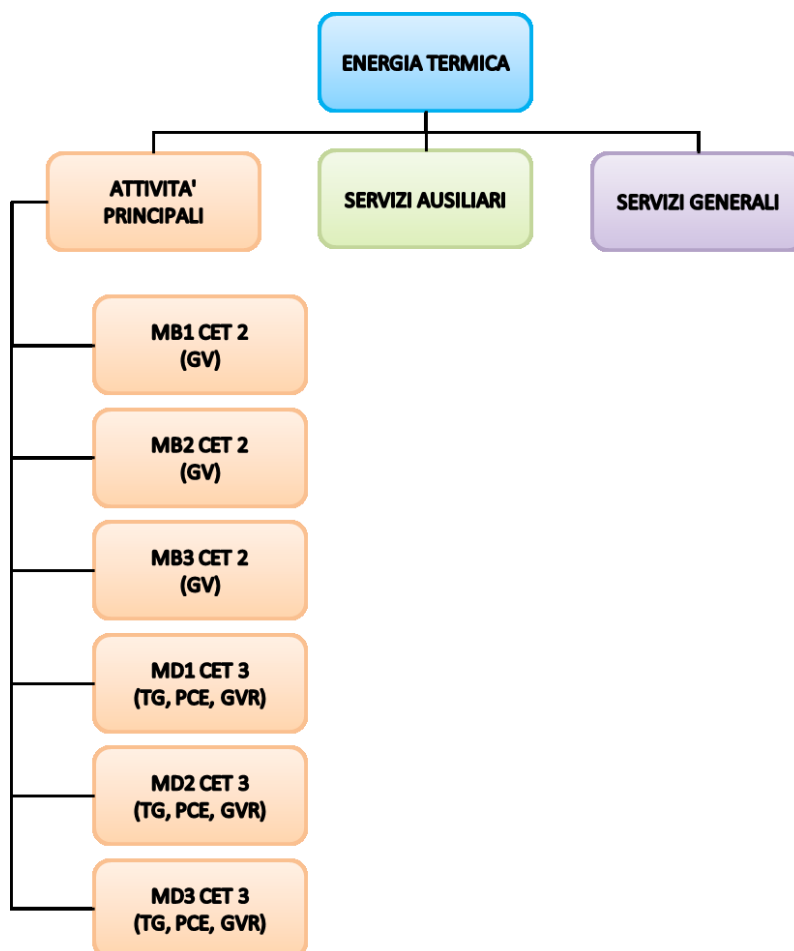 ENERGIA TERMICA
ATTIVITA'
PRINCIPALI
SERVIZI AUSILIARI
SERVIZI GENERALI
MB1 CET 2
(GV)
MB2 CET 2
(GV)
MB3 CET 2
(GV)
MD1 CET 3
(TG, PCE, GVR)
MD2 CET 3
(TG, PCE, GVR)
MD3 CET 3
(TG, PCE, GVR)